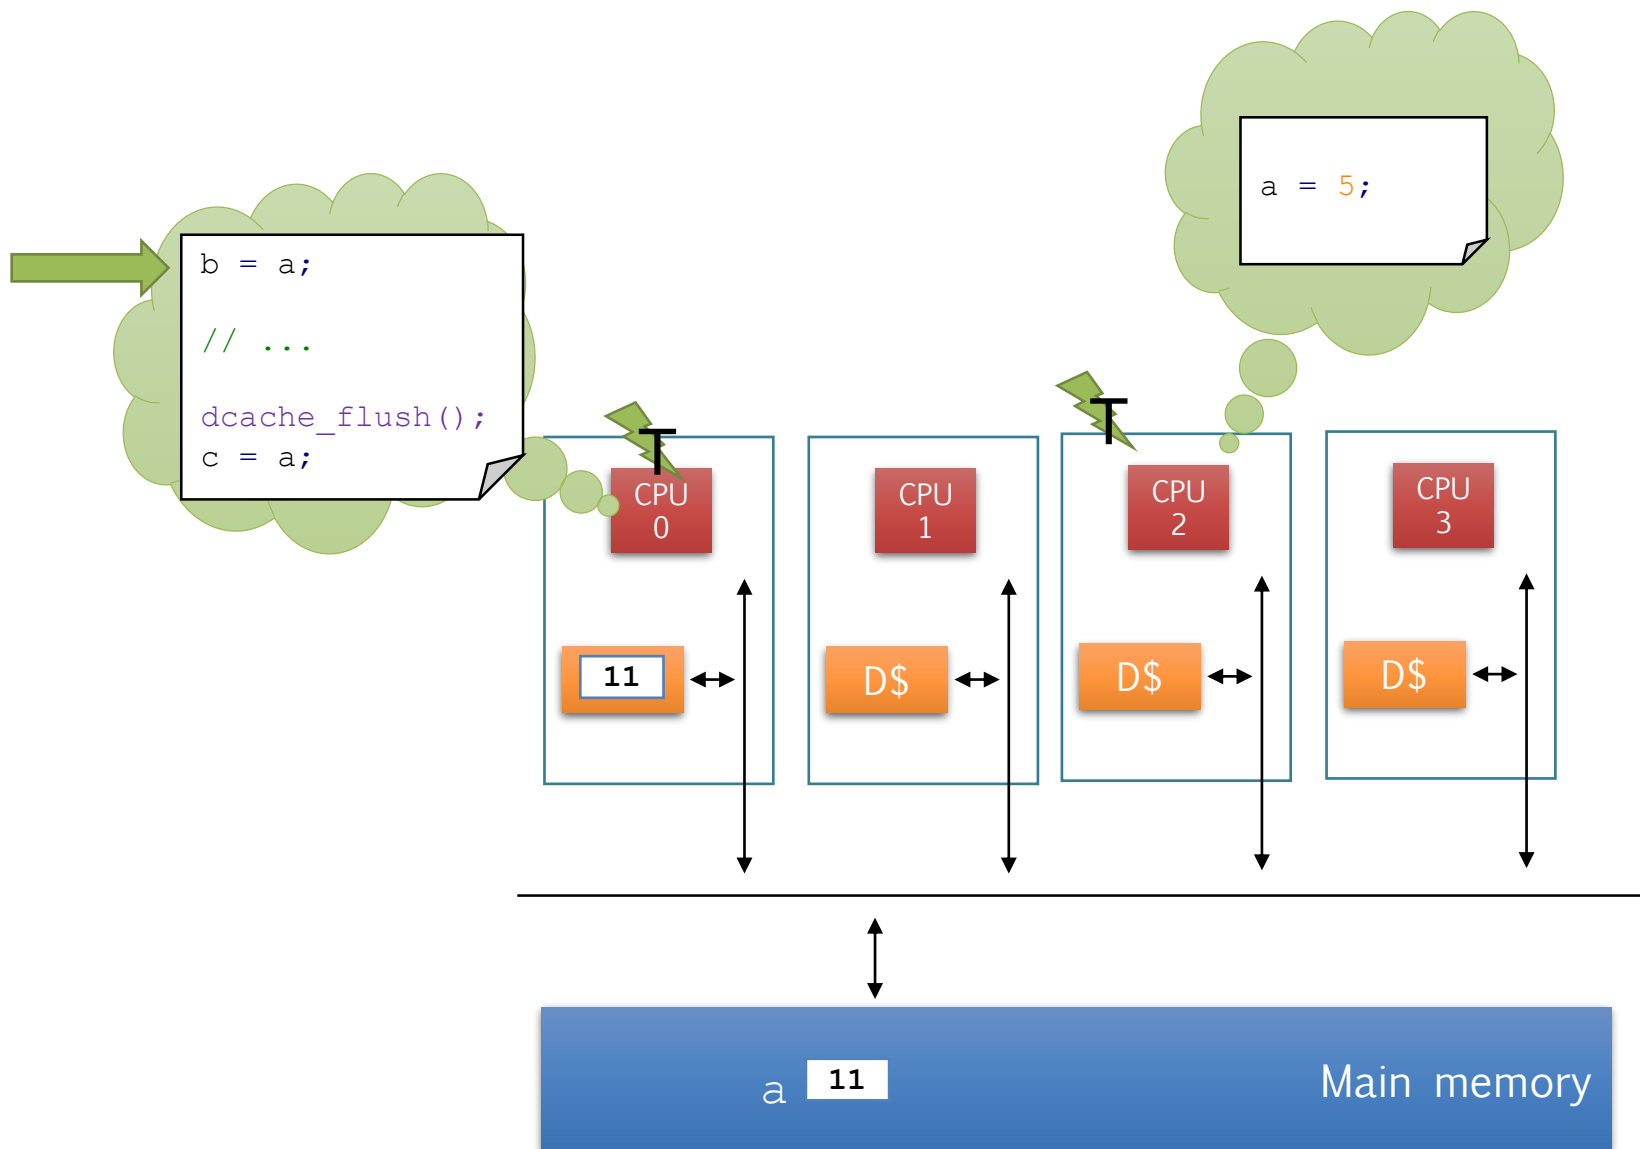 a = 5;
b = a;
// ...
dcache_flush();
c = a;
T
T
CPU
0
CPU
1
CPU
2
CPU
3
11
D$
D$
D$
a
11
Main memory